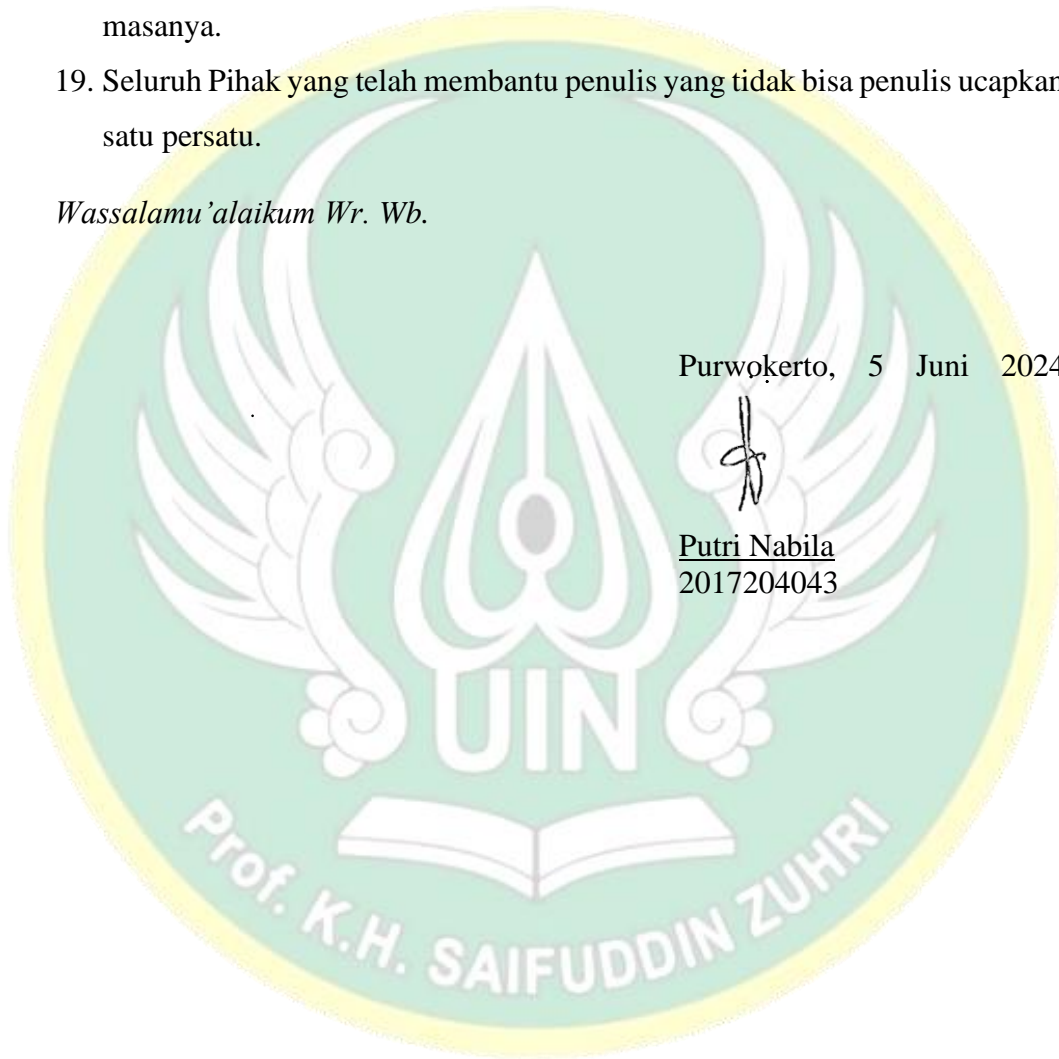 masanya.
19. Seluruh Pihak yang telah membantu penulis yang tidak bisa penulis ucapkan
satu persatu.
Wassalamu’alaikum Wr. Wb.
Purwokerto, 5 Juni 2024
Putri Nabila
2017204043
UIN
Prof. K.H. SAIFUDDIN ZUHRI